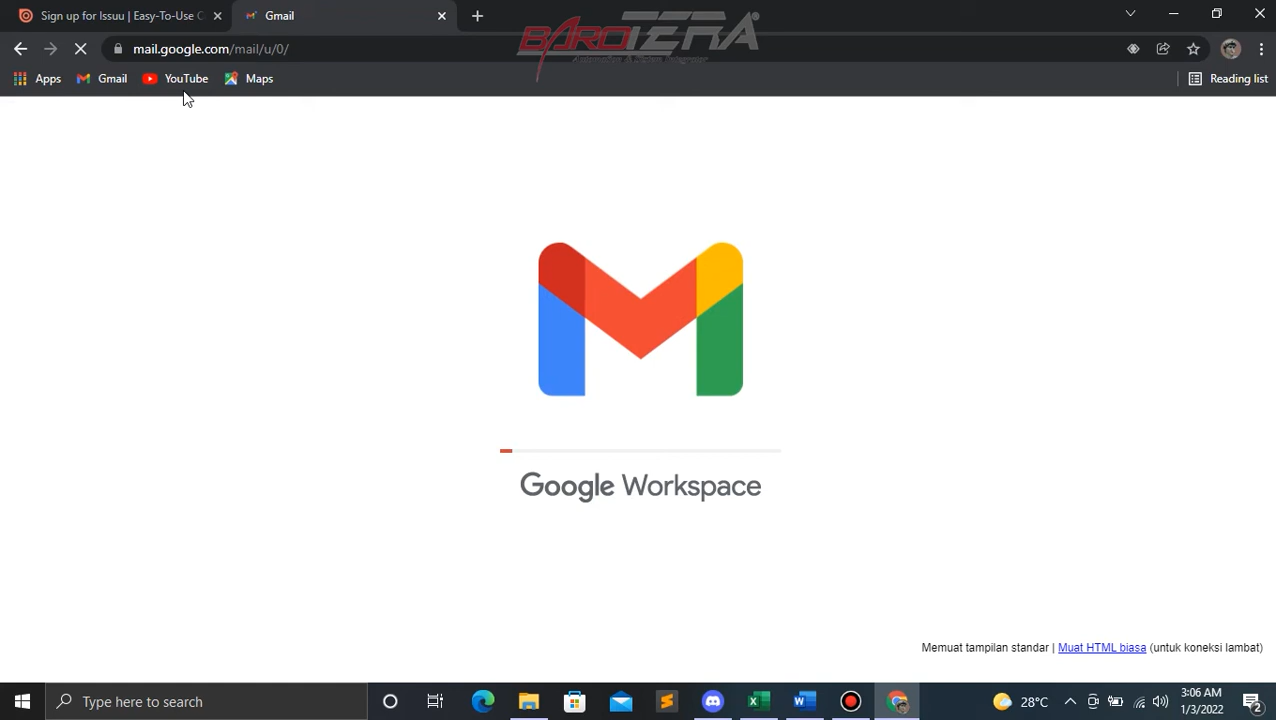 Sign up for Issuu | Easy-To-Use
Gmail
BAROTERA®
mail.google.com/mail/u/0/
Apps
Gmail
YouTube
Maps
Reading list
Google Workspace
Memuat tampilan standar | Muat HTML biasa (untuk koneksi lambat)
Type here to search
28°C
3:06 AM
1/3/2022
2